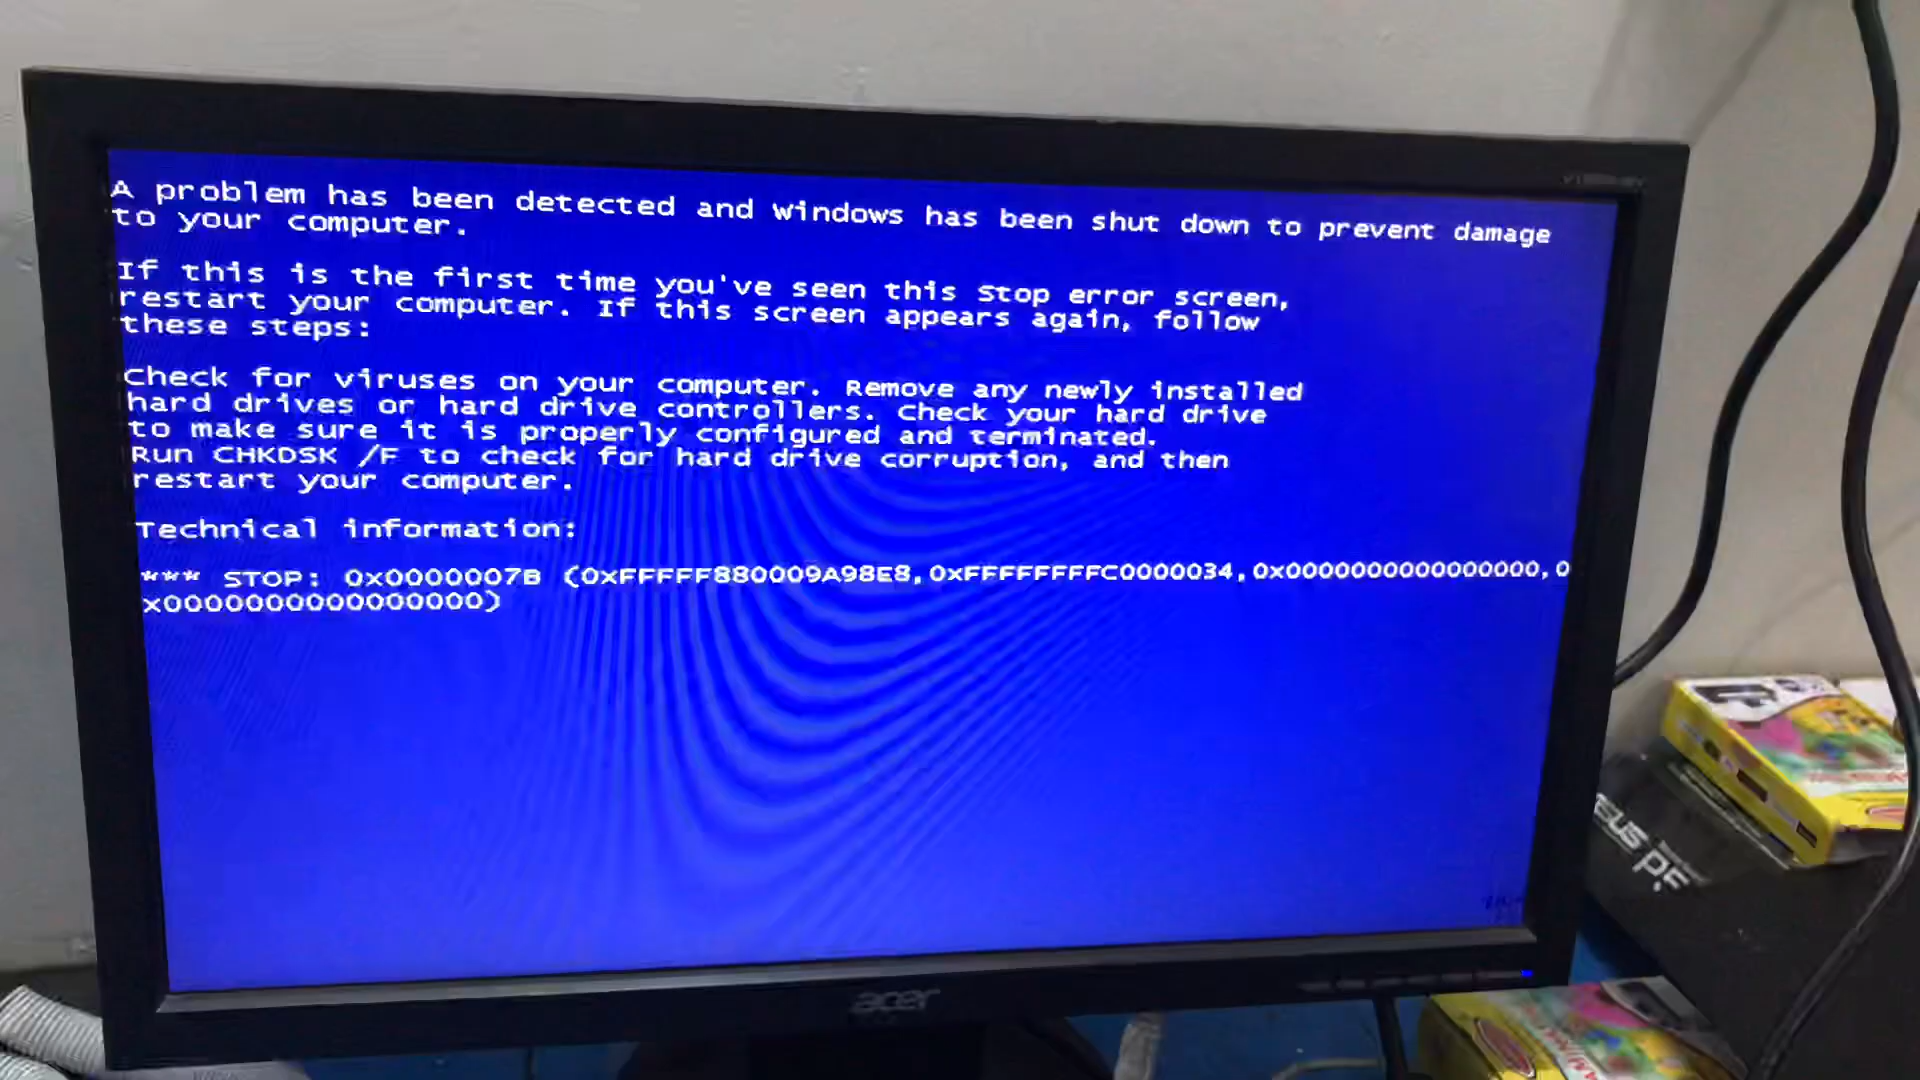 A problem has been detected and Windows has been shut down to prevent damage
to your computer.
If this is the first time you've seen this Stop error screen,
restart your computer. If this screen appears again, follow
these steps:
Check for viruses on your computer. Remove any newly installed
hard drives or hard drive controllers. Check your hard drive
to make sure it is properly configured and terminated.
Run CHKDSK /F to check for hard drive corruption, and then
restart your computer.
Technical information:
*** STOP: 0x0000007B (0xFFFFF880009A98E8,0xFFFFFFFFC0000034,0x0000000000000000,0
x0000000000000000)
acer